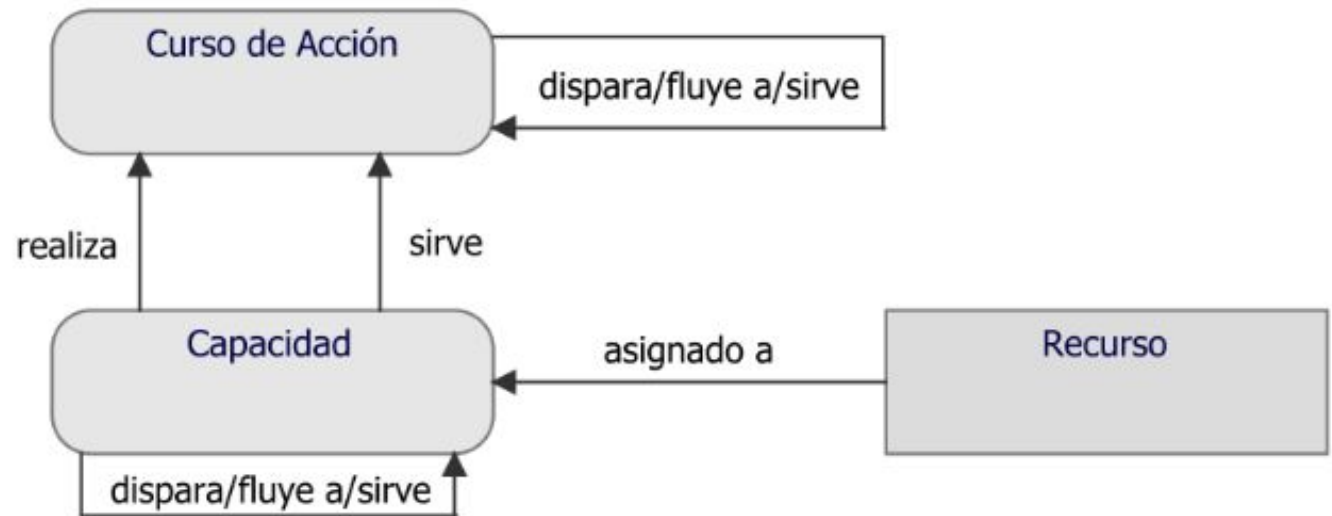 Curso de Acción
dispara/fluye a/sirve
realiza
sirve
Capacidad
asignado a
Recurso
dispara/fluye a/sirve